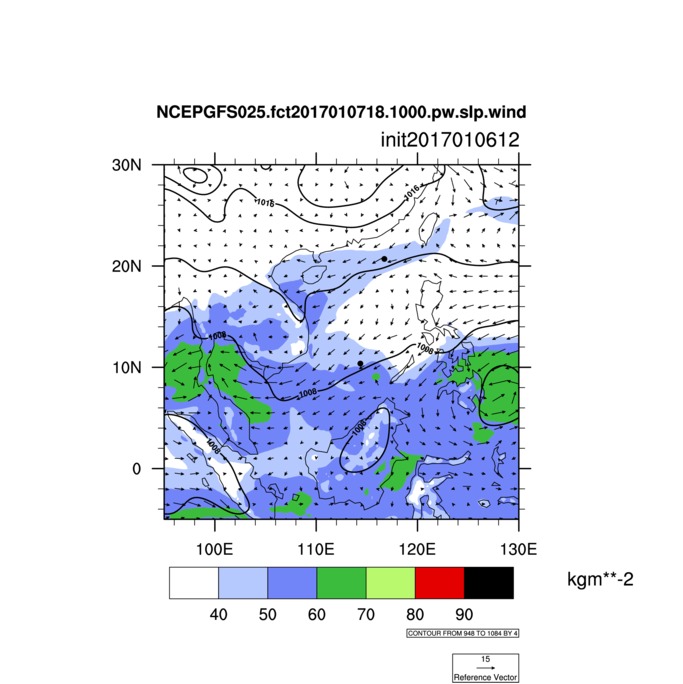 NCEPGFS025.fct2017010718.1000.pw.slp.wind
init2017010612
30N
1016
1016
20N
1008
1008
10N
1008
1008
1008
0
100E 110E 120E 130E
kgm**-2
40 50 60 70 80 90
CONTOUR FROM 948 TO 1084 BY 4
15
Reference Vector